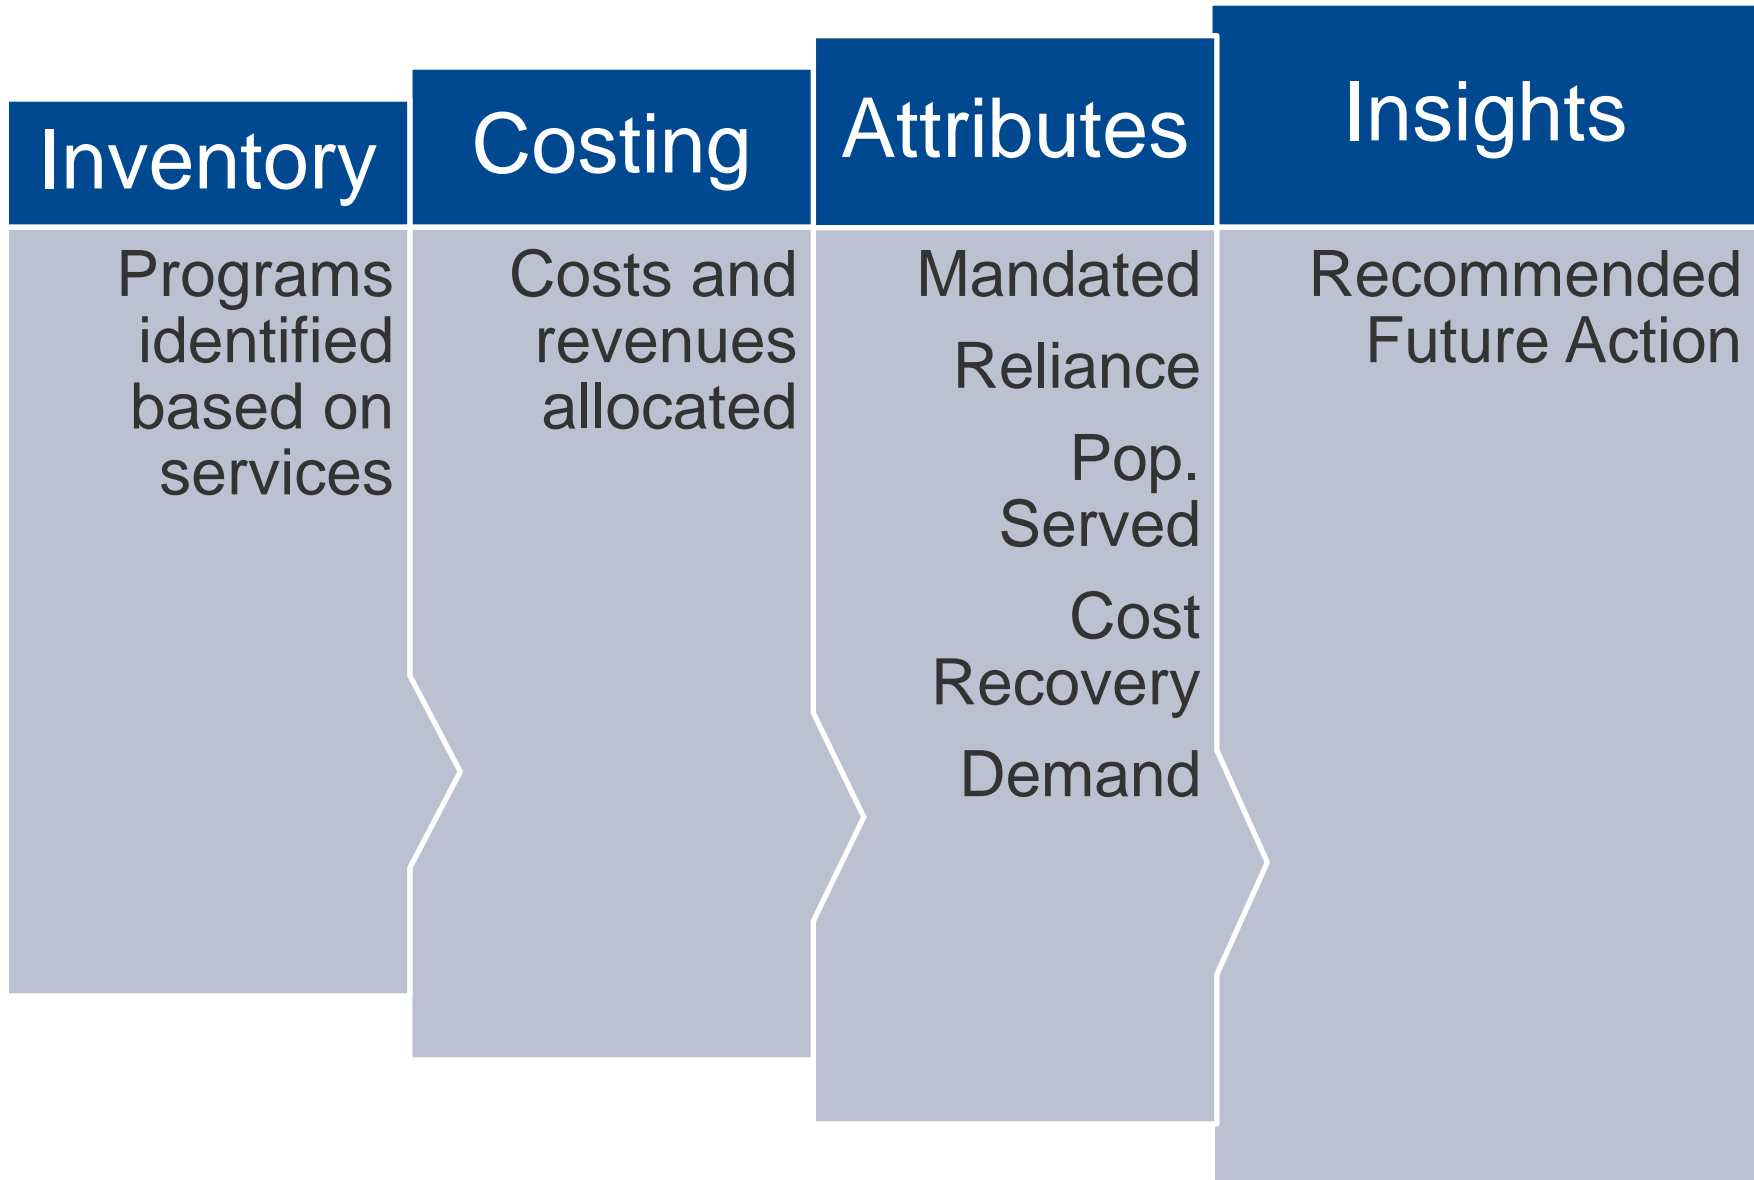 Inventory
Programs
identified
based on
services
Costing
Costs and
revenues
allocated
Attributes
Mandated
Reliance
Pop.
Served
Cost
Recovery
Demand
Insights
Recommended
Future Action